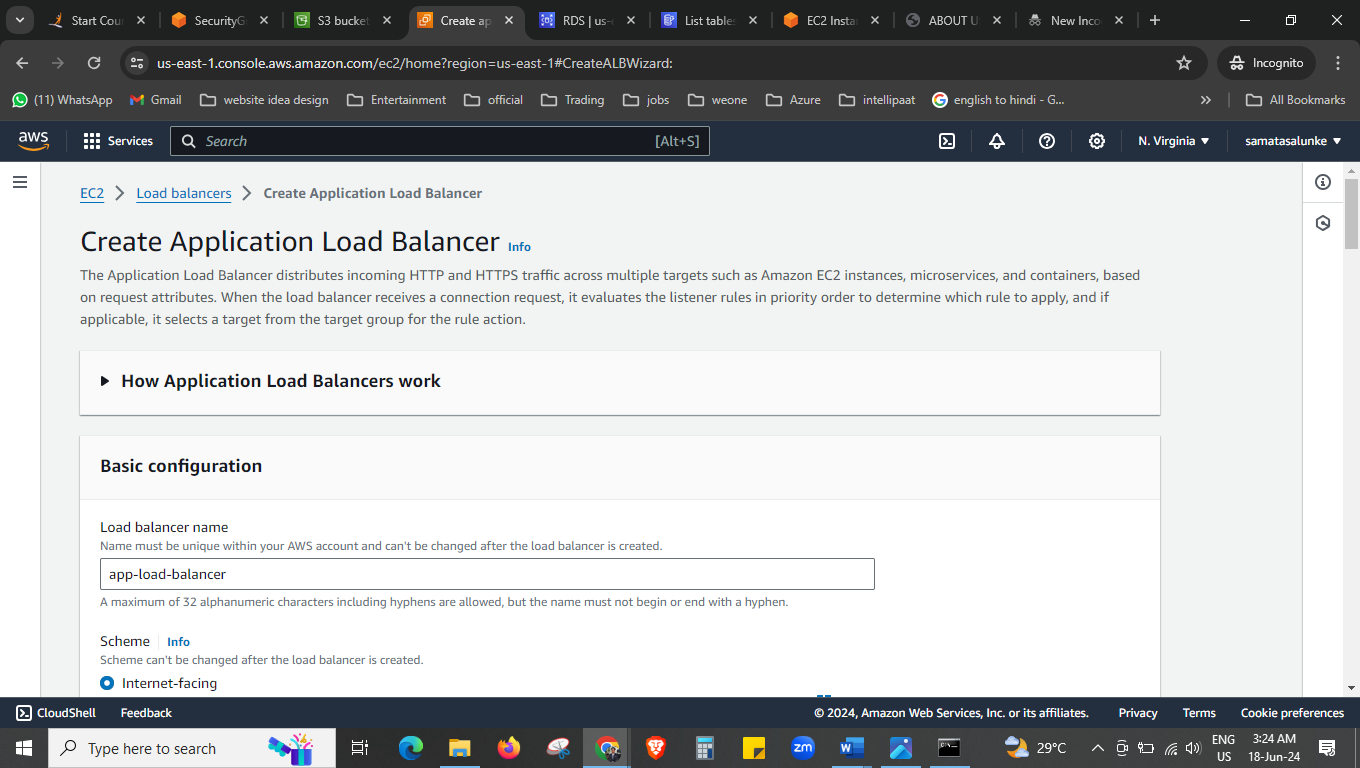 Start Cour
SecurityG
S3 bucket
Create ap
RDS | us-e
List tables
EC2 Insta
ABOUT U
New Inco
us-east-1.console.aws.amazon.com/ec2/home?region=us-east-1#CreateALBWizard:
Incognito
(11) WhatsApp
Gmail
website idea design
Entertainment
official
Trading
jobs
weone
Azure
intellipaat
english to hindi - G...
»
All Bookmarks
aws
Services
Search
[Alt+S]
N. Virginia
samatasalunke
EC2 > Load balancers > Create Application Load Balancer
Create Application Load Balancer Info
The Application Load Balancer distributes incoming HTTP and HTTPS traffic across multiple targets such as Amazon EC2 instances, microservices, and containers, based
on request attributes. When the load balancer receives a connection request, it evaluates the listener rules in priority order to determine which rule to apply, and if
applicable, it selects a target from the target group for the rule action.
How Application Load Balancers work
Basic configuration
Load balancer name
Name must be unique within your AWS account and can't be changed after the load balancer is created.
app-load-balancer
A maximum of 32 alphanumeric characters including hyphens are allowed, but the name must not begin or end with a hyphen.
Scheme Info
Scheme can't be changed after the load balancer is created.
Internet-facing
CloudShell
Feedback
© 2024, Amazon Web Services, Inc. or its affiliates.
Privacy
Terms
Cookie preferences
Type here to search
zm
29°C
ENG
US
3:24 AM
18-Jun-24